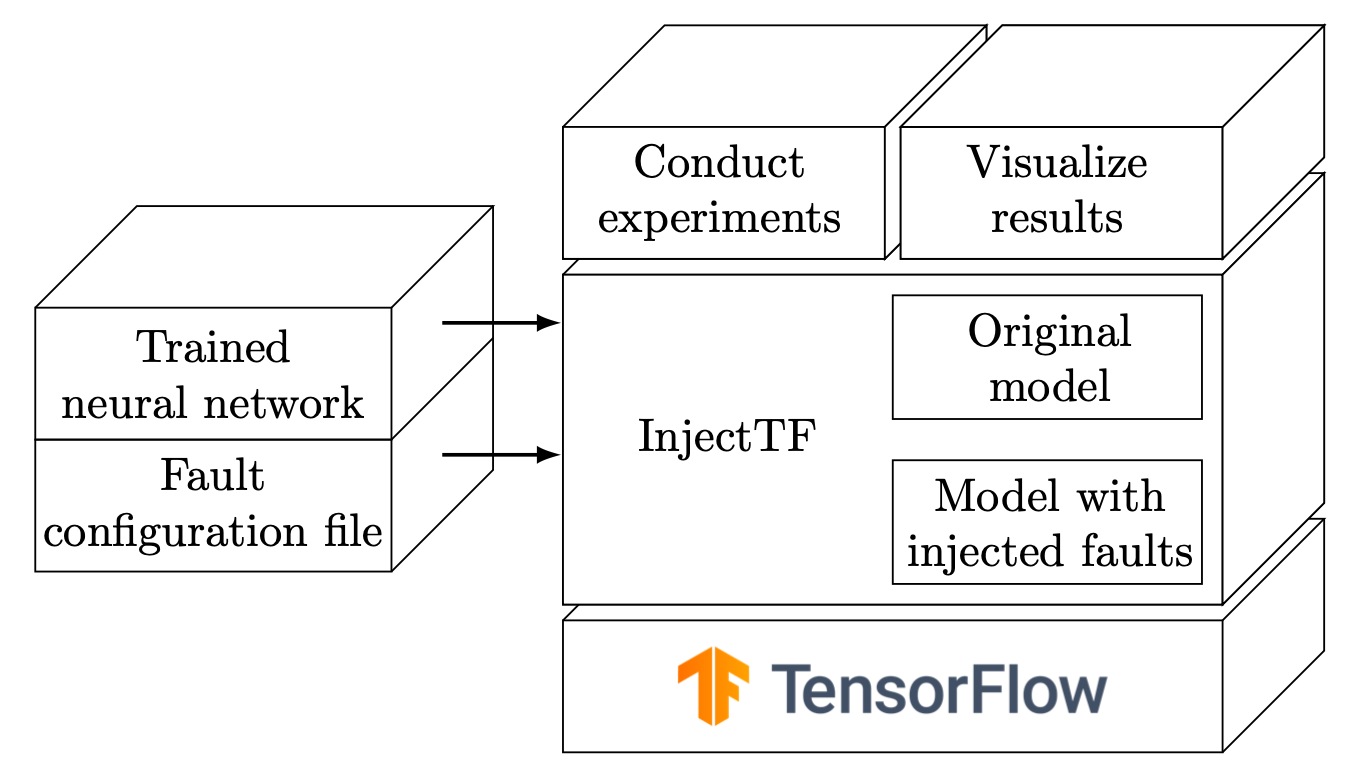 Conduct
experiments
Visualize
results
Trained
neural network
Fault
configuration file
InjectTF
Original
model
Model with
injected faults
TensorFlow